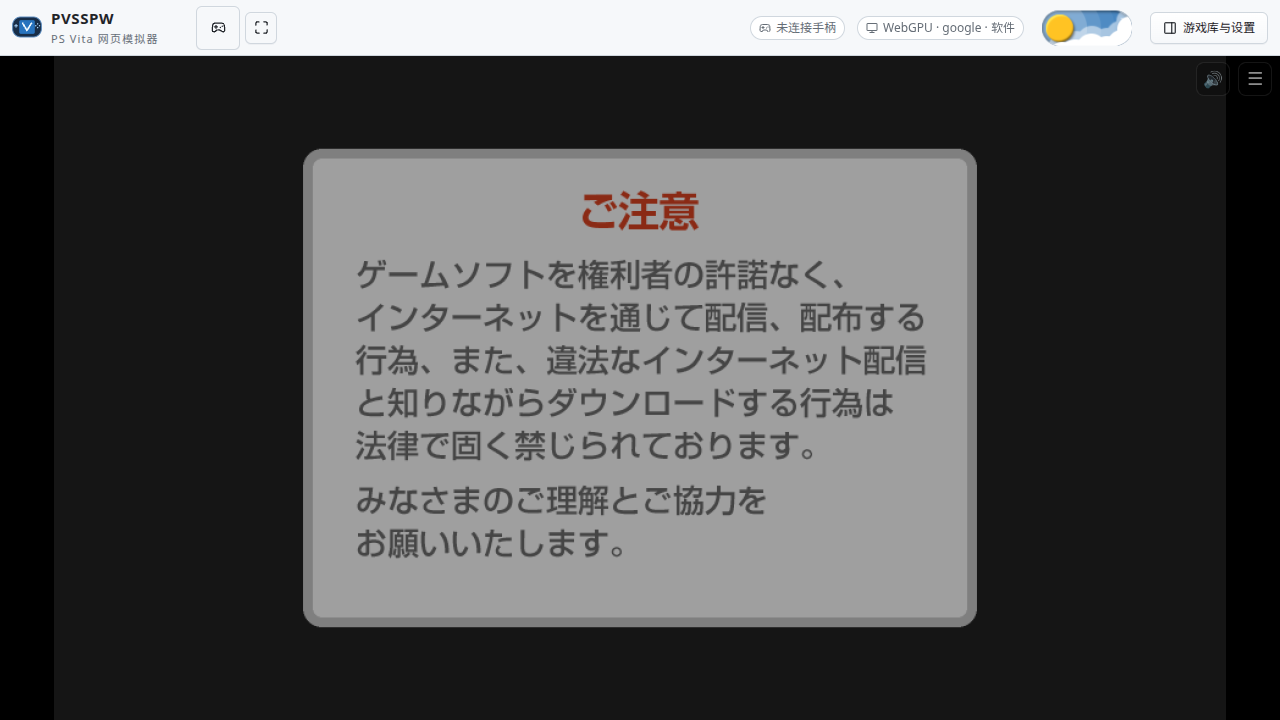 PVSSPW
PS Vita 网页模拟器
未连接手柄
WebGPU · google · 软件
游戏库与设置
ご注意
ゲームソフトを権利者の許諾なく、
インターネットを通じて配信、配布する
行為、また、違法なインターネット配信
と知りながらダウンロードする行為は
法律で固く禁じられております。
みなさまのご理解とご協力を
お願いいたします。